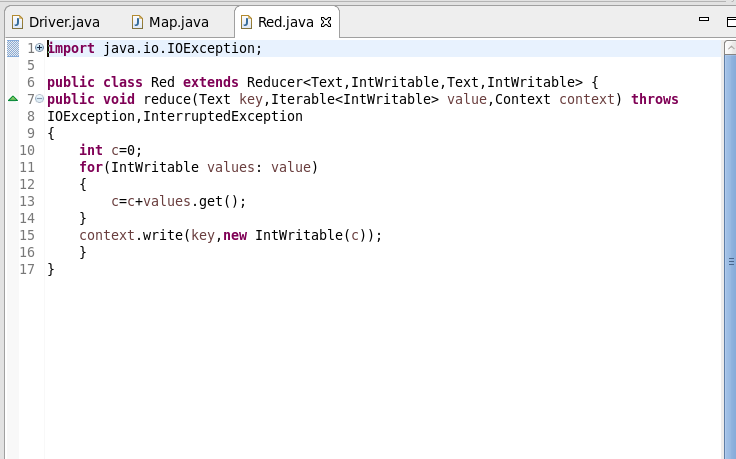 Driver.java Map.java Red.java
1 import java.io.IOException;
5
6 public class Red extends Reducer<Text,IntWritable,Text,IntWritable> {
7 public void reduce(Text key,Iterable<IntWritable> value,Context context) throws
8 IOException,InterruptedException
9 {
10     int c=0;
11     for(IntWritable values: value)
12     {
13         c=c+values.get();
14     }
15     context.write(key,new IntWritable(c));
16     }
17 }